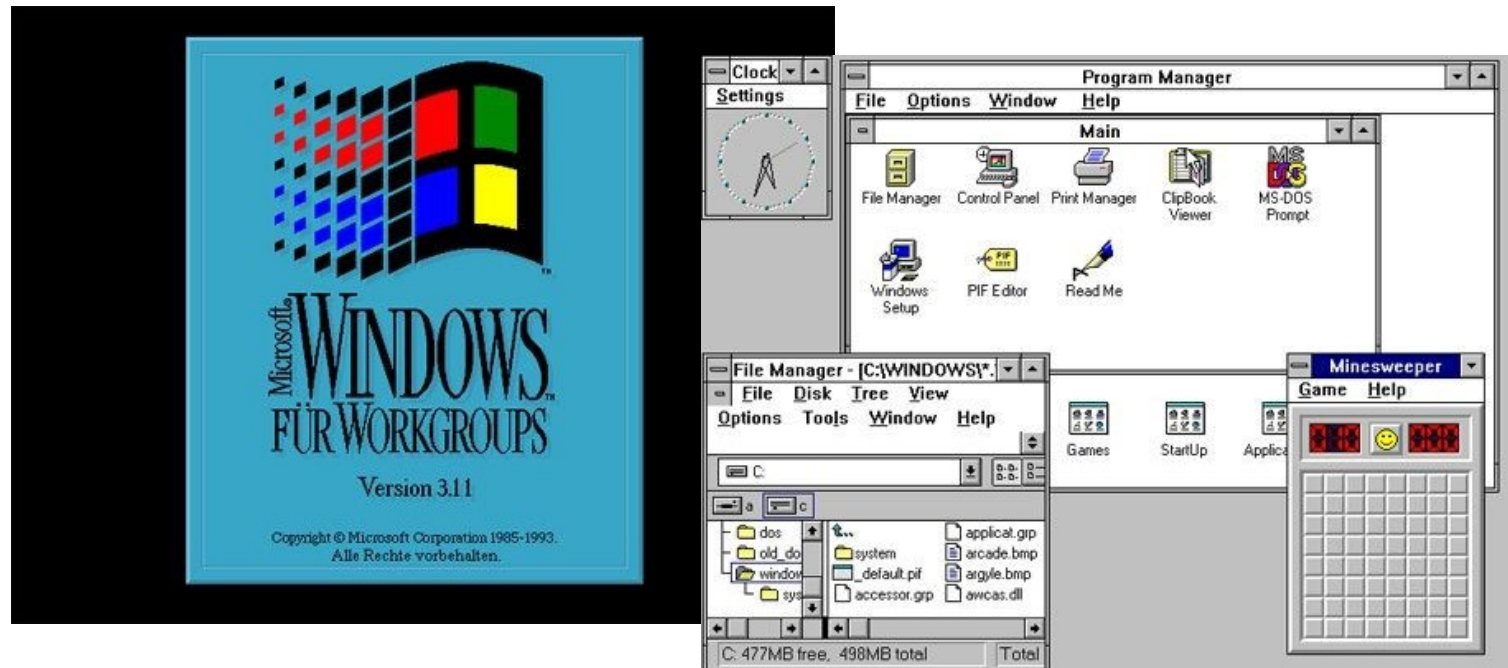 Microsoft®
WINDOWS™
FÜR WORKGROUPS
Version 3.11
Copyright © Microsoft Corporation 1985-1993.
Alle Rechte vorbehalten.
Clock
Settings
Program Manager
File Options Window Help
Main
File Manager
Control Panel
Print Manager
ClipBook
Viewer
MS-DOS
Prompt
Windows
Setup
PIF Editor
Read Me
Games
StartUp
Applica
File Manager - [C:\WINDOWS\*.
File Disk Tree View
Options Tools Window Help
C:
a c
dos
old_do
window
sys
system
_default.pif
accessor.grp
applicat.grp
arcade.bmp
argyle.bmp
awcas.dll
C: 477MB free, 498MB total
Total
Minesweeper
Game Help